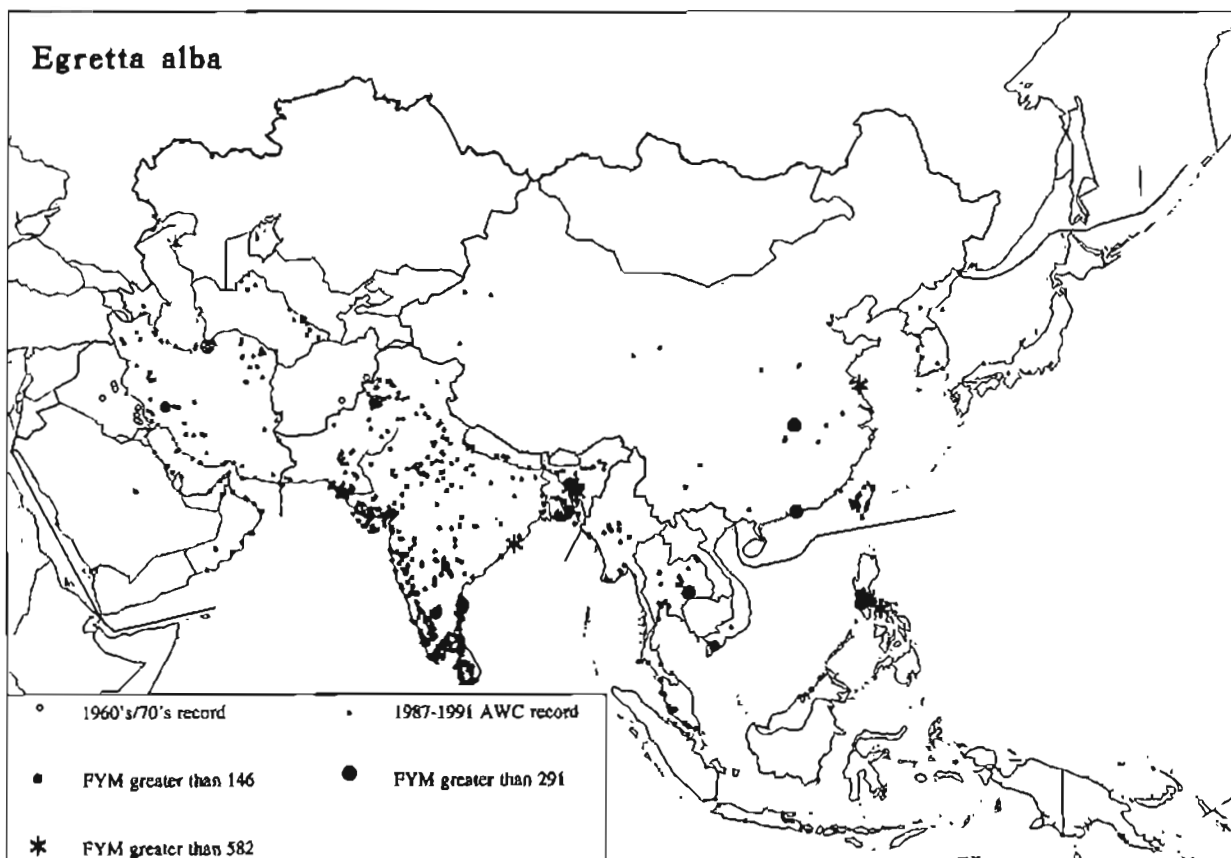 Egretta alba
1960's/70's record
1987-1991 AWC record
FYM greater than 146
FYM greater than 291
FYM greater than 582